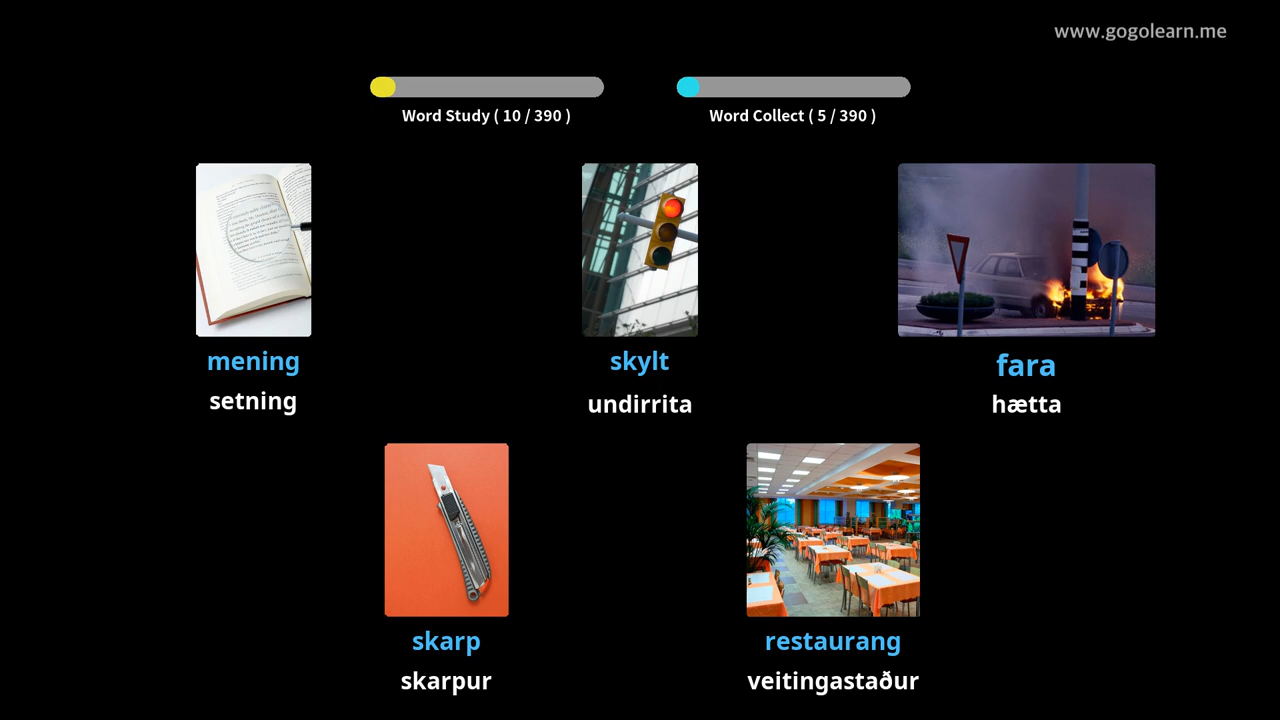 www.gogolearn.me
Word Study ( 10 / 390 )
Word Collect ( 5 / 390 )
mening
setning
skylt
undirrita
fara
hætta
skarp
skarpur
restaurang
veitingastaður